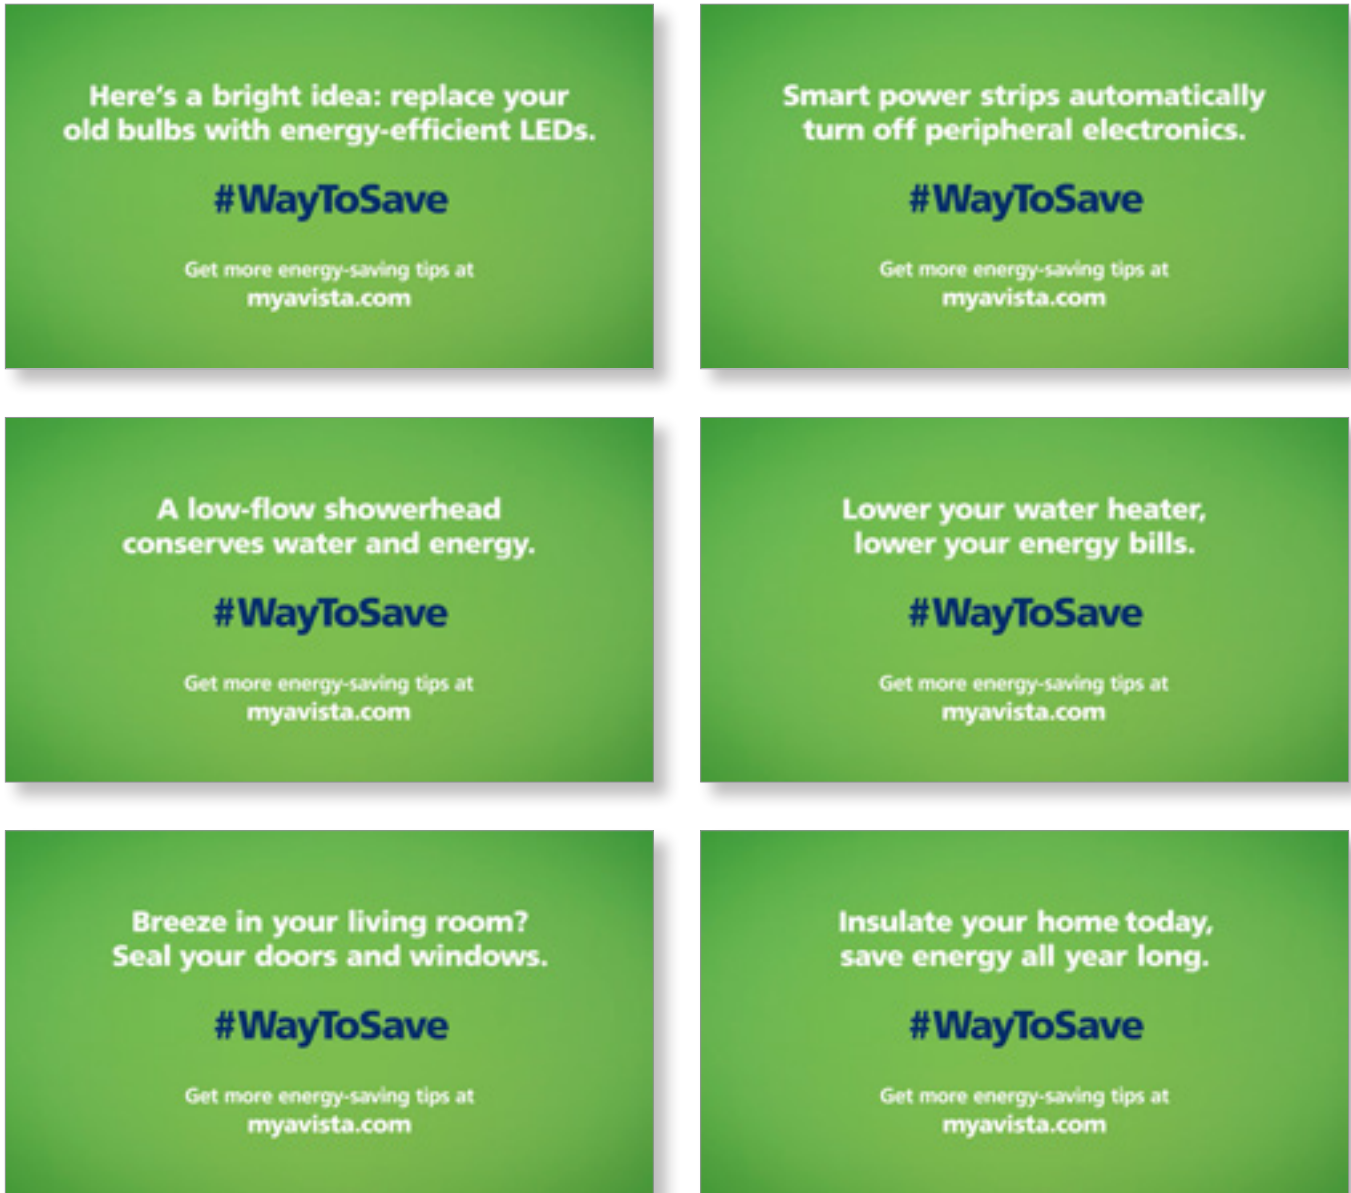 Here's a bright idea: replace your
old bulbs with energy-efficient LEDs.
#WayToSave
Get more energy-saving tips at
myavista.com
Smart power strips automatically
turn off peripheral electronics.
#WayToSave
Get more energy-saving tips at
myavista.com
A low-flow showerhead
conserves water and energy.
#WayToSave
Get more energy-saving tips at
myavista.com
Lower your water heater,
lower your energy bills.
#WayToSave
Get more energy-saving tips at
myavista.com
Breeze in your living room?
Seal your doors and windows.
#WayToSave
Get more energy-saving tips at
myavista.com
Insulate your home today,
save energy all year long.
#WayToSave
Get more energy-saving tips at
myavista.com